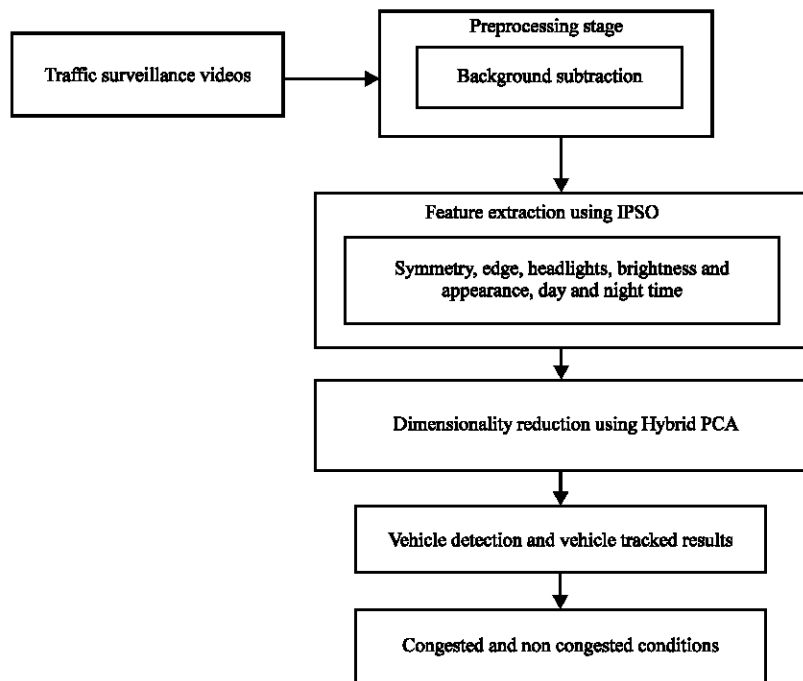 Preprocessing stage
Traffic surveillance videos
Background subtraction
Feature extraction using IPSO
Symmetry, edge, headlights, brightness and
appearance, day and night time
Dimensionality reduction using Hybrid PCA
Vehicle detection and vehicle tracked results
Congested and non congested conditions